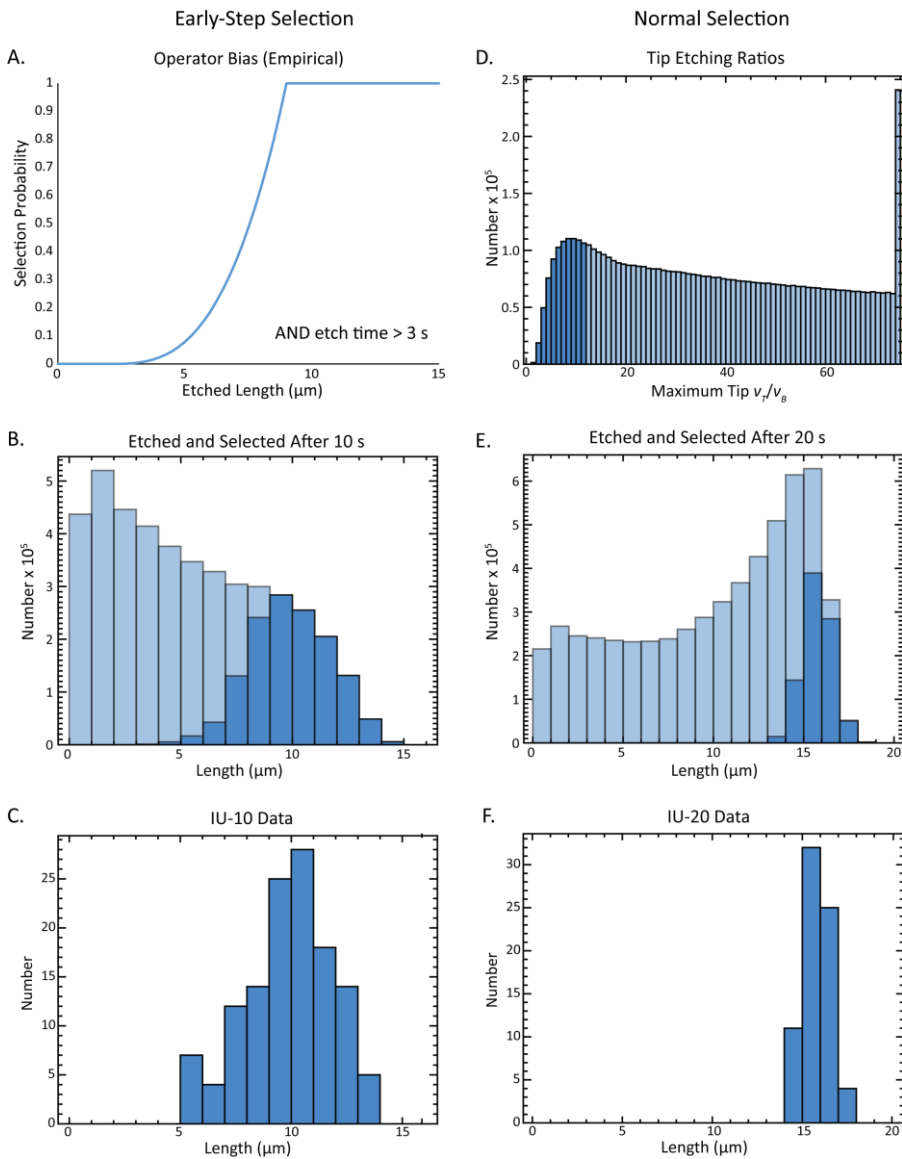 Early-Step Selection
Normal Selection
A.
Operator Bias (Empirical)
1
0.9
0.8
0.7
0.6
0.5
0.4
0.3
0.2
0.1
0
Selection Probability
AND etch time > 3 s
0 5 10 15
Etched Length (μm)
D.
Tip Etching Ratios
2.5
2.0
1.5
1.0
0.5
0
Number x 10⁵
0 20 40 60
Maximum Tip v_T/v_B
B.
Etched and Selected After 10 s
5
4
3
2
1
0
Number x 10⁵
0 5 10 15
Length (μm)
E.
Etched and Selected After 20 s
6
5
4
3
2
1
0
Number x 10⁵
0 5 10 15 20
Length (μm)
C.
IU-10 Data
25
20
15
10
5
0
Number
0 5 10 15
Length (μm)
F.
IU-20 Data
30
25
20
15
10
5
0
Number
0 5 10 15 20
Length (μm)